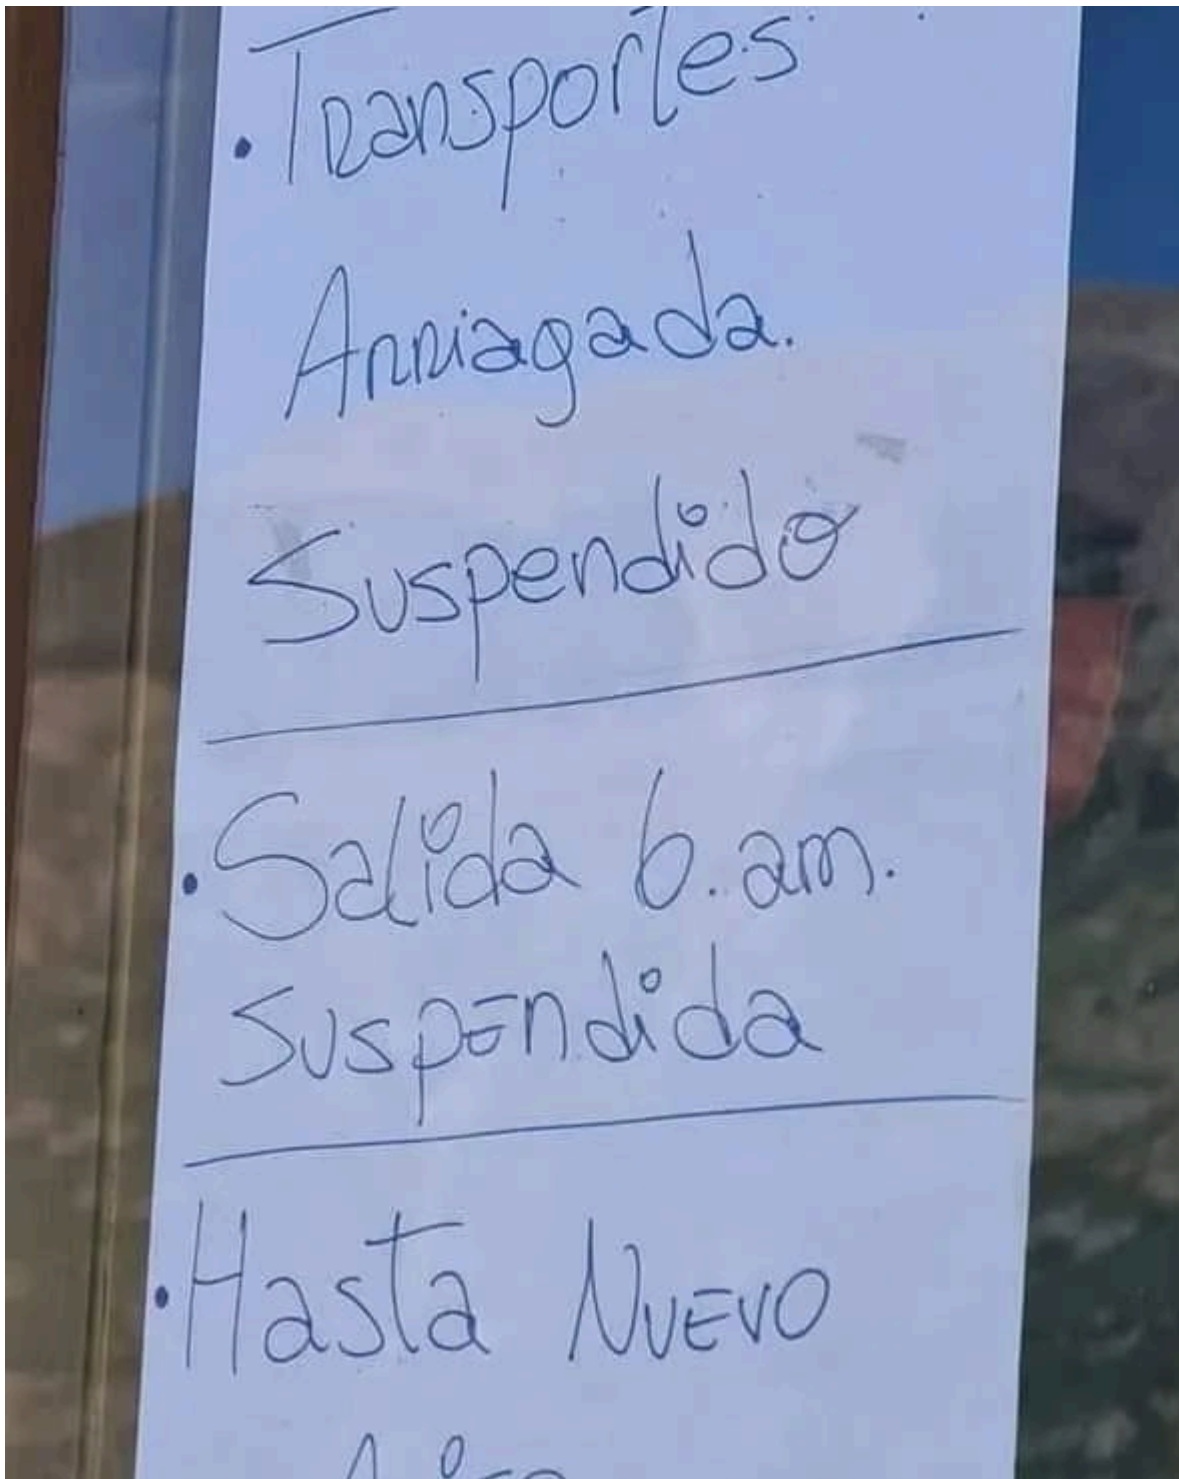 • Transportes
Arriagada.
Suspendido
• Salida 6. am.
Suspendida
• Hasta Nuevo